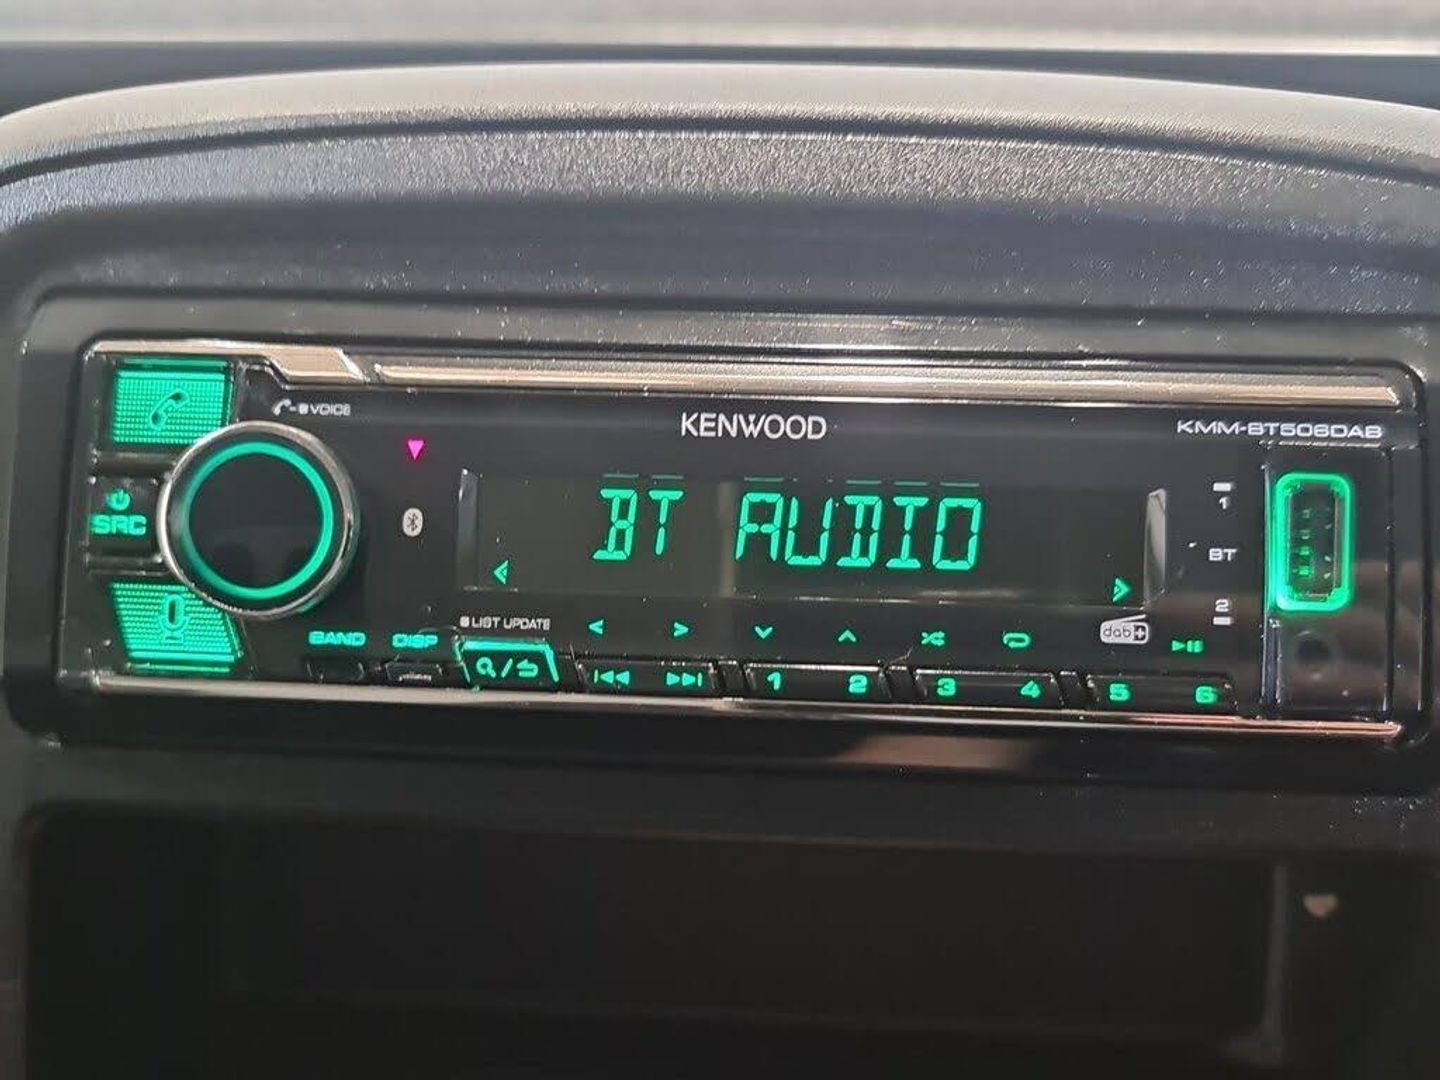 VOICE
KENWOOD
KMM-BT506DAB
BT AUDIO
SRC
1
BT
2
BAND
DISP
LIST UPDATE
dab+
1
2
3
4
5
6